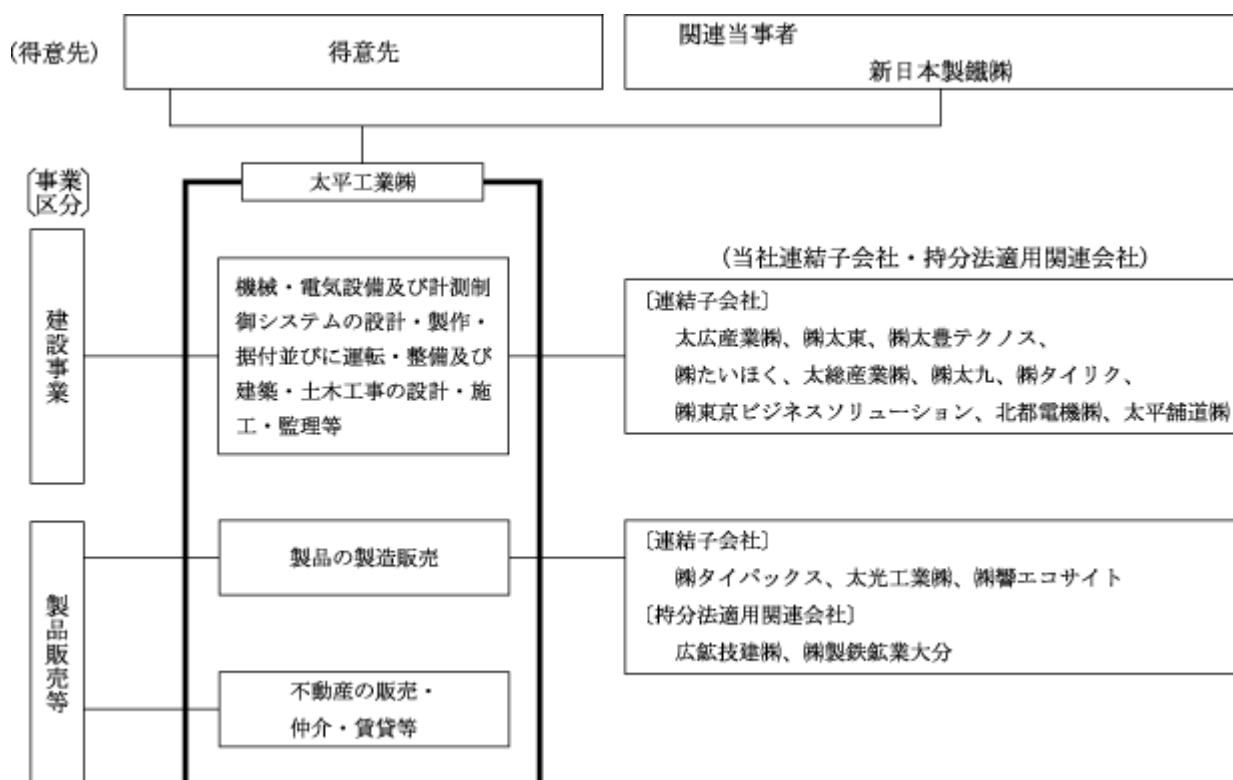 (得意先)
得意先
関連当事者
新日本製鐵㈱
太平工業㈱
〔事業
区分〕
建設事業
機械・電気設備及び計測制
御システムの設計・製作・
据付並びに運転・整備及び
建築・土木工事の設計・施
工・監理等
(当社連結子会社・持分法適用関連会社)
〔連結子会社〕
太広産業㈱、㈱太東、㈱太豊テクノス、
㈱たいほく、太総産業㈱、㈱太九、㈱タイリク、
㈱東京ビジネスソリューション、北都電機㈱、太平舗道㈱
製品販売等
製品の製造販売
〔連結子会社〕
㈱タイパックス、太光工業㈱、㈱響エコサイト
〔持分法適用関連会社〕
広鉱技建㈱、㈱製鉄鉱業大分
不動産の販売・
仲介・賃貸等